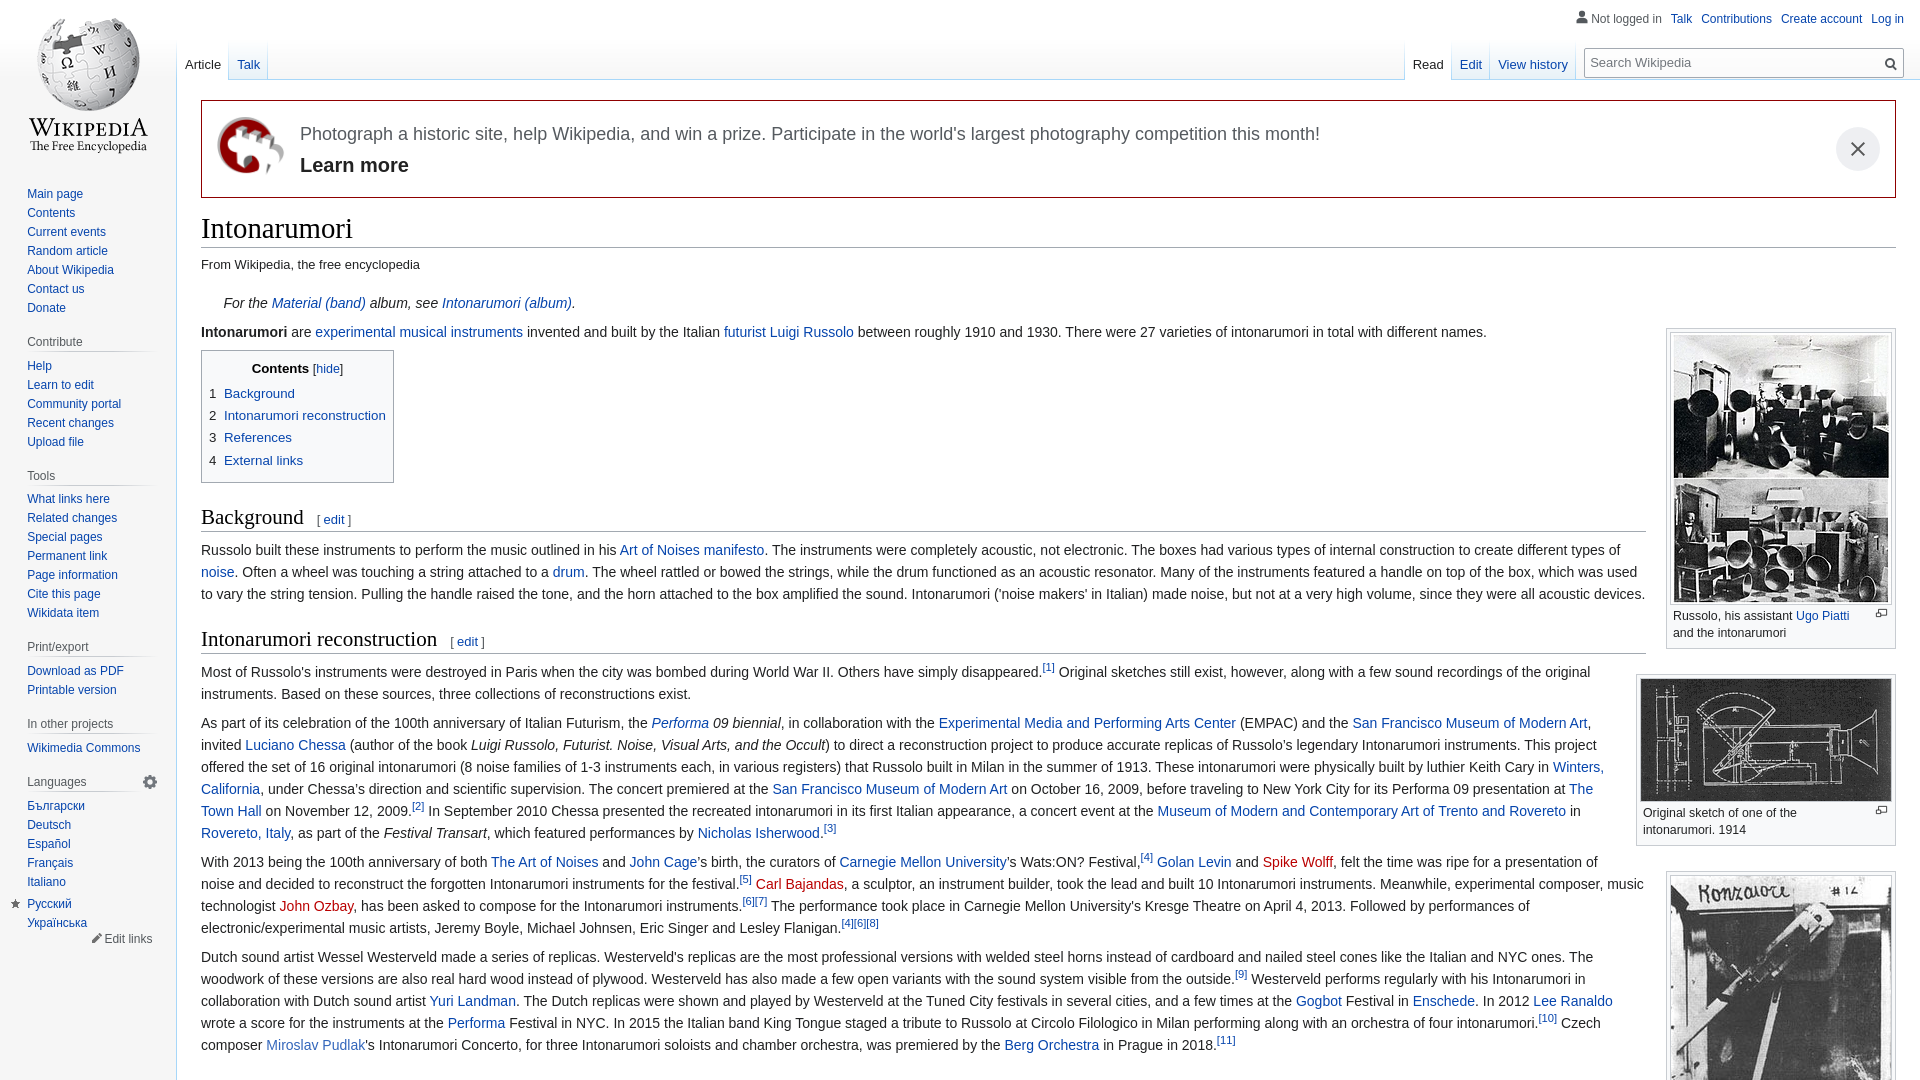 Not logged in Talk Contributions Create account Log in
Article Talk Read Edit View history Search Wikipedia
WIKIPEDIA
The Free Encyclopedia
Main page
Contents
Current events
Random article
About Wikipedia
Contact us
Donate
Contribute
Help
Learn to edit
Community portal
Recent changes
Upload file
Tools
What links here
Related changes
Special pages
Permanent link
Page information
Cite this page
Wikidata item
Print/export
Download as PDF
Printable version
In other projects
Wikimedia Commons
Languages
Български
Deutsch
Español
Français
Italiano
Русский
Українська
Edit links
Photograph a historic site, help Wikipedia, and win a prize. Participate in the world's largest photography competition this month!
Learn more
Intonarumori
From Wikipedia, the free encyclopedia
For the Material (band) album, see Intonarumori (album).
Intonarumori are experimental musical instruments invented and built by the Italian futurist Luigi Russolo between roughly 1910 and 1930. There were 27 varieties of intonarumori in total with different names.
Contents [hide]
1 Background
2 Intonarumori reconstruction
3 References
4 External links
Background [ edit ]
Russolo built these instruments to perform the music outlined in his Art of Noises manifesto. The instruments were completely acoustic, not electronic. The boxes had various types of internal construction to create different types of
noise. Often a wheel was touching a string attached to a drum. The wheel rattled or bowed the strings, while the drum functioned as an acoustic resonator. Many of the instruments featured a handle on top of the box, which was used
to vary the string tension. Pulling the handle raised the tone, and the horn attached to the box amplified the sound. Intonarumori ('noise makers' in Italian) made noise, but not at a very high volume, since they were all acoustic devices.
Russolo, his assistant Ugo Piatti
and the intonarumori
Intonarumori reconstruction [ edit ]
Most of Russolo's instruments were destroyed in Paris when the city was bombed during World War II. Others have simply disappeared.[1] Original sketches still exist, however, along with a few sound recordings of the original
instruments. Based on these sources, three collections of reconstructions exist.
As part of its celebration of the 100th anniversary of Italian Futurism, the Performa 09 biennial, in collaboration with the Experimental Media and Performing Arts Center (EMPAC) and the San Francisco Museum of Modern Art,
invited Luciano Chessa (author of the book Luigi Russolo, Futurist. Noise, Visual Arts, and the Occult) to direct a reconstruction project to produce accurate replicas of Russolo's legendary Intonarumori instruments. This project
offered the set of 16 original intonarumori (8 noise families of 1-3 instruments each, in various registers) that Russolo built in Milan in the summer of 1913. These intonarumori were physically built by luthier Keith Cary in Winters,
California, under Chessa's direction and scientific supervision. The concert premiered at the San Francisco Museum of Modern Art on October 16, 2009, before traveling to New York City for its Performa 09 presentation at The
Town Hall on November 12, 2009.[2] In September 2010 Chessa presented the recreated intonarumori in its first Italian appearance, a concert event at the Museum of Modern and Contemporary Art of Trento and Rovereto in
Rovereto, Italy, as part of the Festival Transart, which featured performances by Nicholas Isherwood.[3]
Original sketch of one of the
intonarumori. 1914
With 2013 being the 100th anniversary of both The Art of Noises and John Cage's birth, the curators of Carnegie Mellon University's Wats:ON? Festival,[4] Golan Levin and Spike Wolff, felt the time was ripe for a presentation of
noise and decided to reconstruct the forgotten Intonarumori instruments for the festival.[5] Carl Bajandas, a sculptor, an instrument builder, took the lead and built 10 Intonarumori instruments. Meanwhile, experimental composer, music
technologist John Ozbay, has been asked to compose for the Intonarumori instruments.[6][7] The performance took place in Carnegie Mellon University's Kresge Theatre on April 4, 2013. Followed by performances of
electronic/experimental music artists, Jeremy Boyle, Michael Johnsen, Eric Singer and Lesley Flanigan.[4][6][8]
Dutch sound artist Wessel Westerveld made a series of replicas. Westerveld's replicas are the most professional versions with welded steel horns instead of cardboard and nailed steel cones like the Italian and NYC ones. The
woodwork of these versions are also real hard wood instead of plywood. Westerveld has also made a few open variants with the sound system visible from the outside.[9] Westerveld performs regularly with his Intonarumori in
collaboration with Dutch sound artist Yuri Landman. The Dutch replicas were shown and played by Westerveld at the Tuned City festivals in several cities, and a few times at the Gogbot Festival in Enschede. In 2012 Lee Ranaldo
wrote a score for the instruments at the Performa Festival in NYC. In 2015 the Italian band King Tongue staged a tribute to Russolo at Circolo Filologico in Milan performing along with an orchestra of four intonarumori.[10] Czech
composer Miroslav Pudlak's Intonarumori Concerto, for three Intonarumori soloists and chamber orchestra, was premiered by the Berg Orchestra in Prague in 2018.[11]
#12